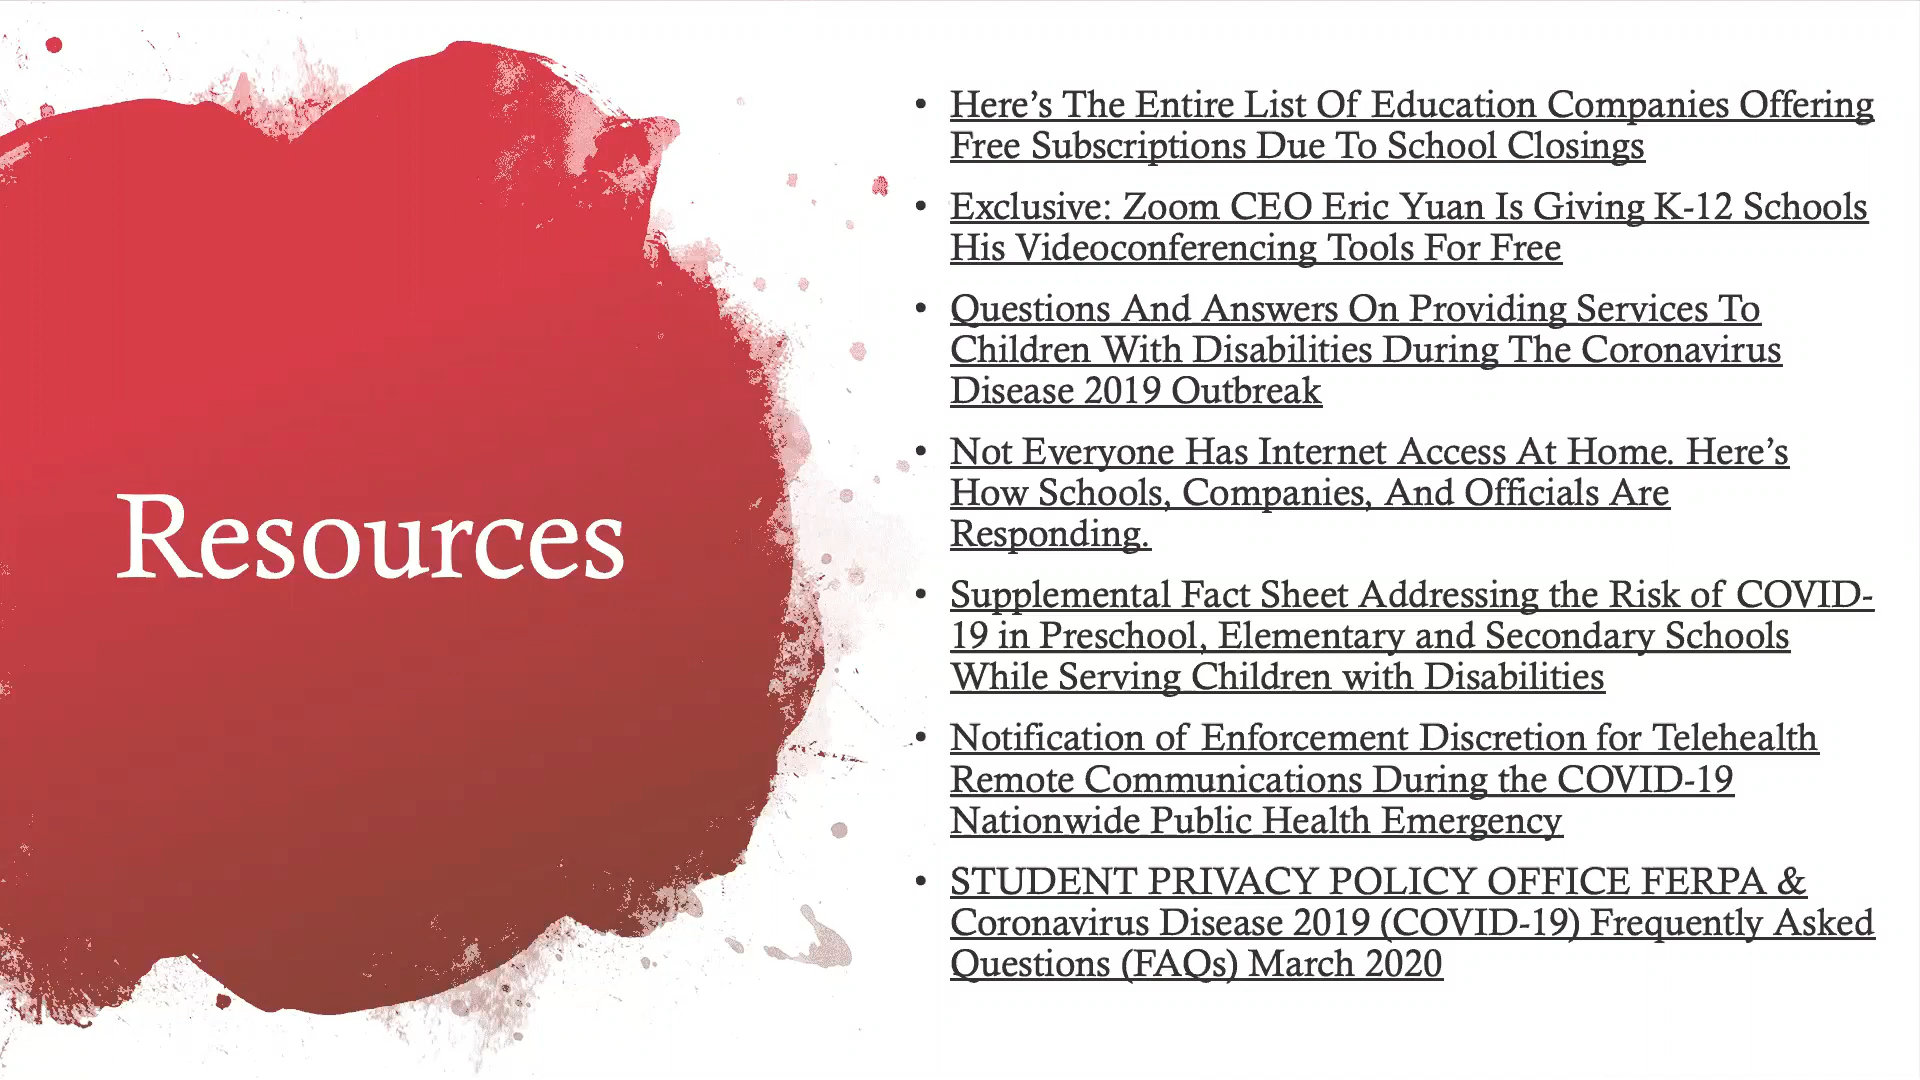 Resources
• Here’s The Entire List Of Education Companies Offering
Free Subscriptions Due To School Closings
• Exclusive: Zoom CEO Eric Yuan Is Giving K-12 Schools
His Videoconferencing Tools For Free
• Questions And Answers On Providing Services To
Children With Disabilities During The Coronavirus
Disease 2019 Outbreak
• Not Everyone Has Internet Access At Home. Here’s
How Schools, Companies, And Officials Are
Responding.
• Supplemental Fact Sheet Addressing the Risk of COVID-
19 in Preschool, Elementary and Secondary Schools
While Serving Children with Disabilities
• Notification of Enforcement Discretion for Telehealth
Remote Communications During the COVID-19
Nationwide Public Health Emergency
• STUDENT PRIVACY POLICY OFFICE FERPA &
Coronavirus Disease 2019 (COVID-19) Frequently Asked
Questions (FAQs) March 2020